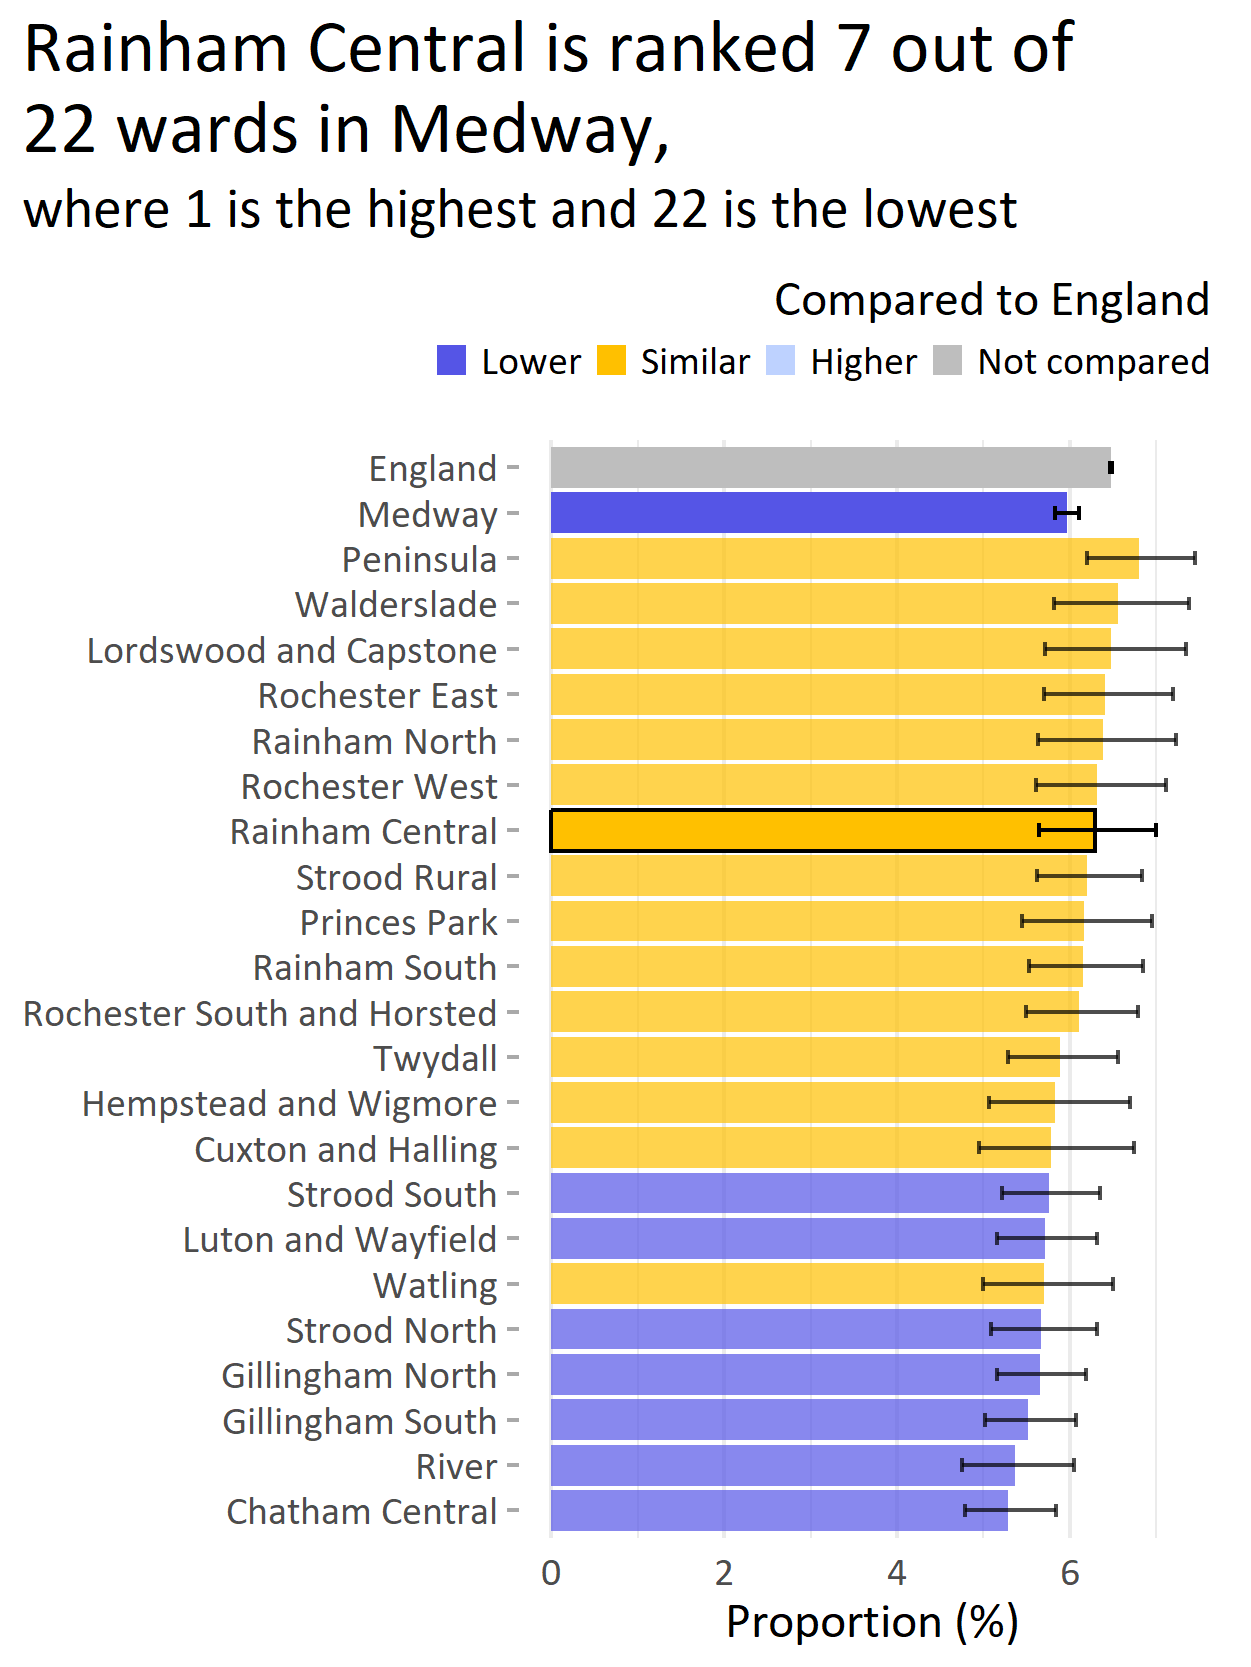 Rainham Central is ranked 7 out of
22 wards in Medway,
where 1 is the highest and 22 is the lowest
Compared to England
Lower Similar Higher Not compared
England
Medway
Peninsula
Walderslade
Lordswood and Capstone
Rochester East
Rainham North
Rochester West
Rainham Central
Strood Rural
Princes Park
Rainham South
Rochester South and Horsted
Twydall
Hempstead and Wigmore
Cuxton and Halling
Strood South
Luton and Wayfield
Watling
Strood North
Gillingham North
Gillingham South
River
Chatham Central
0 2 4 6
Proportion (%)